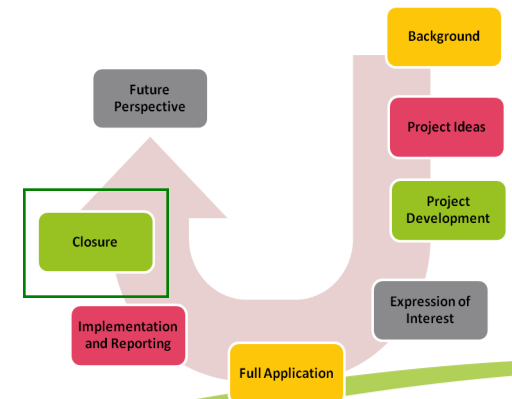 Background
Project Ideas
Project
Development
Expression of
Interest
Full Application
Implementation
and Reporting
Closure
Future
Perspective